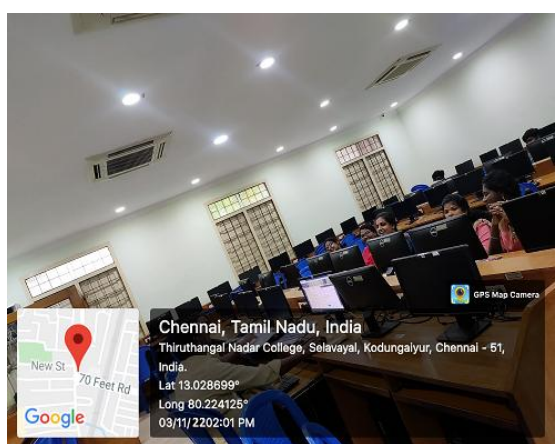 GPS Map Camera
Chennai, Tamil Nadu, India
Thiruthangal Nadar College, Selavayal, Kodungaiyur, Chennai - 51,
India.
Lat 13.028699°
Long 80.224125°
03/11/2202:01 PM
New St
70 Feet Rd
Google